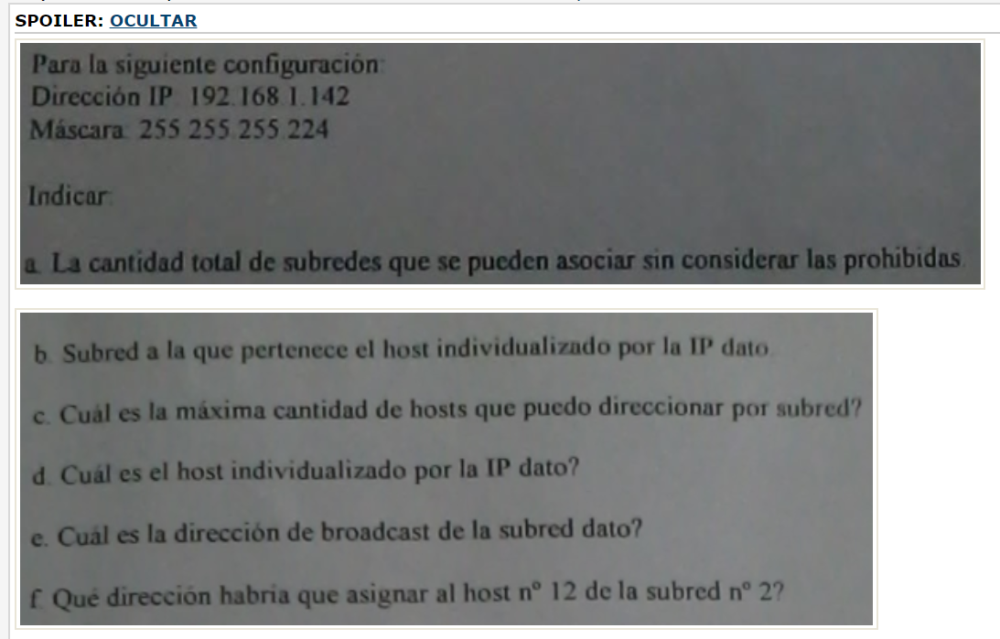 SPOILER: OCULTAR
Para la siguiente configuración:
Dirección IP: 192.168.1.142
Máscara: 255.255.255.224
Indicar:
a. La cantidad total de subredes que se pueden asociar sin considerar las prohibidas.
b. Subred a la que pertenece el host individualizado por la IP dato.
c. Cuál es la máxima cantidad de hosts que puedo direccionar por subred?
d. Cuál es el host individualizado por la IP dato?
e. Cuál es la dirección de broadcast de la subred dato?
f. Qué dirección habría que asignar al host nº 12 de la subred nº 2?